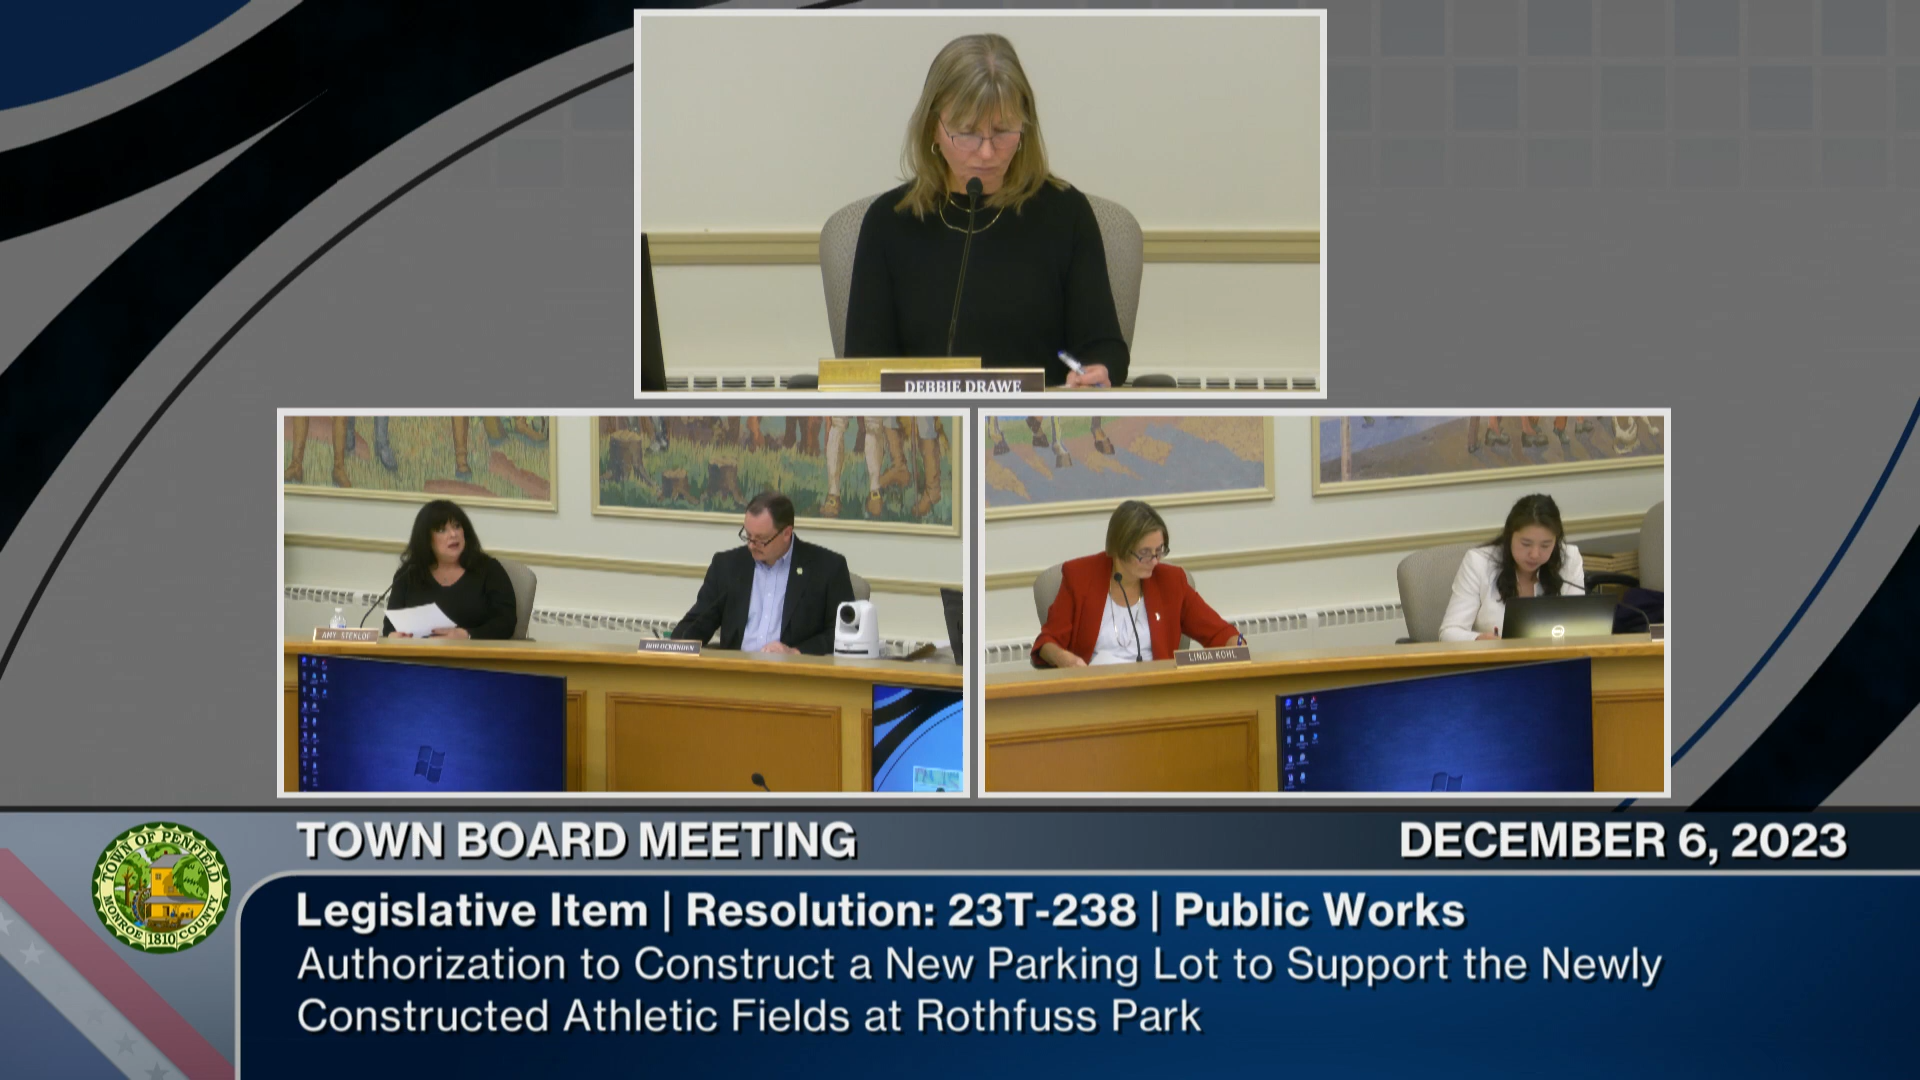 DEBBIE DRAWE
AMY STEKLOF
BOB OCKENDEN
LINDA KOHL
TOWN OF PENFIELD
MONROE 1810 COUNTY
TOWN BOARD MEETING
DECEMBER 6, 2023
Legislative Item | Resolution: 23T-238 | Public Works
Authorization to Construct a New Parking Lot to Support the Newly
Constructed Athletic Fields at Rothfuss Park